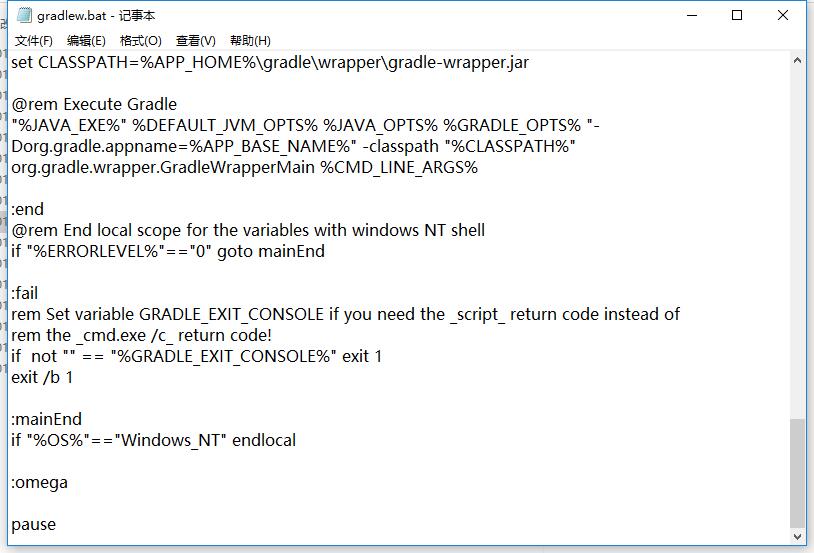 gradlew.bat - 记事本
文件(F) 编辑(E) 格式(O) 查看(V) 帮助(H)
set CLASSPATH=%APP_HOME%\gradle\wrapper\gradle-wrapper.jar
@rem Execute Gradle
"%JAVA_EXE%" %DEFAULT_JVM_OPTS% %JAVA_OPTS% %GRADLE_OPTS% "-
Dorg.gradle.appname=%APP_BASE_NAME%" -classpath "%CLASSPATH%"
org.gradle.wrapper.GradleWrapperMain %CMD_LINE_ARGS%
:end
@rem End local scope for the variables with windows NT shell
if "%ERRORLEVEL%"=="0" goto mainEnd
:fail
rem Set variable GRADLE_EXIT_CONSOLE if you need the _script_ return code instead of
rem the _cmd.exe /c_ return code!
if  not "" == "%GRADLE_EXIT_CONSOLE%" exit 1
exit /b 1
:mainEnd
if "%OS%"=="Windows_NT" endlocal
:omega
pause